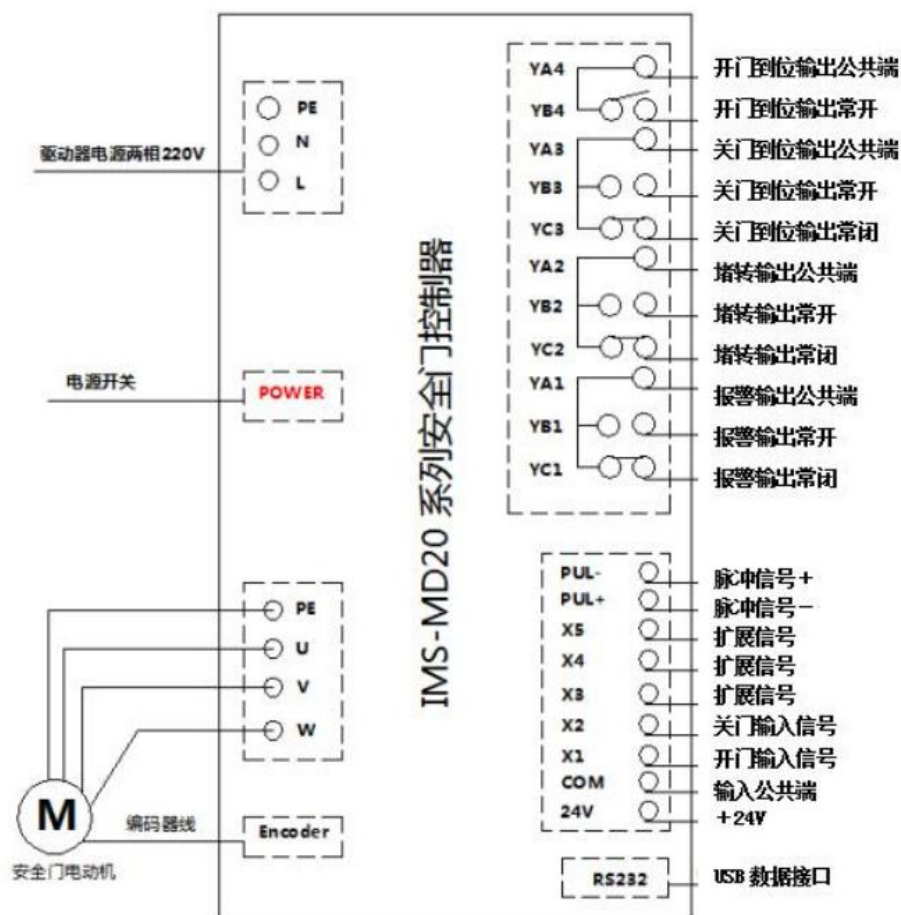 PE
N
L
驱动器电源两相220V
电源开关
POWER
PE
U
V
W
M
编码器线
Encoder
安全门电动机
IMS-MD20 系列安全门控制器
YA4 开门到位输出公共端
YB4 开门到位输出常开
YA3 关门到位输出公共端
YB3 关门到位输出常开
YC3 关门到位输出常闭
YA2 堵转输出公共端
YB2 堵转输出常开
YC2 堵转输出常闭
YA1 报警输出公共端
YB1 报警输出常开
YC1 报警输出常闭
PUL- 脉冲信号＋
PUL+ 脉冲信号－
X5 扩展信号
X4 扩展信号
X3 扩展信号
X2 关门输入信号
X1 开门输入信号
COM 输入公共端
24V ＋24V
RS232 USB 数据接口